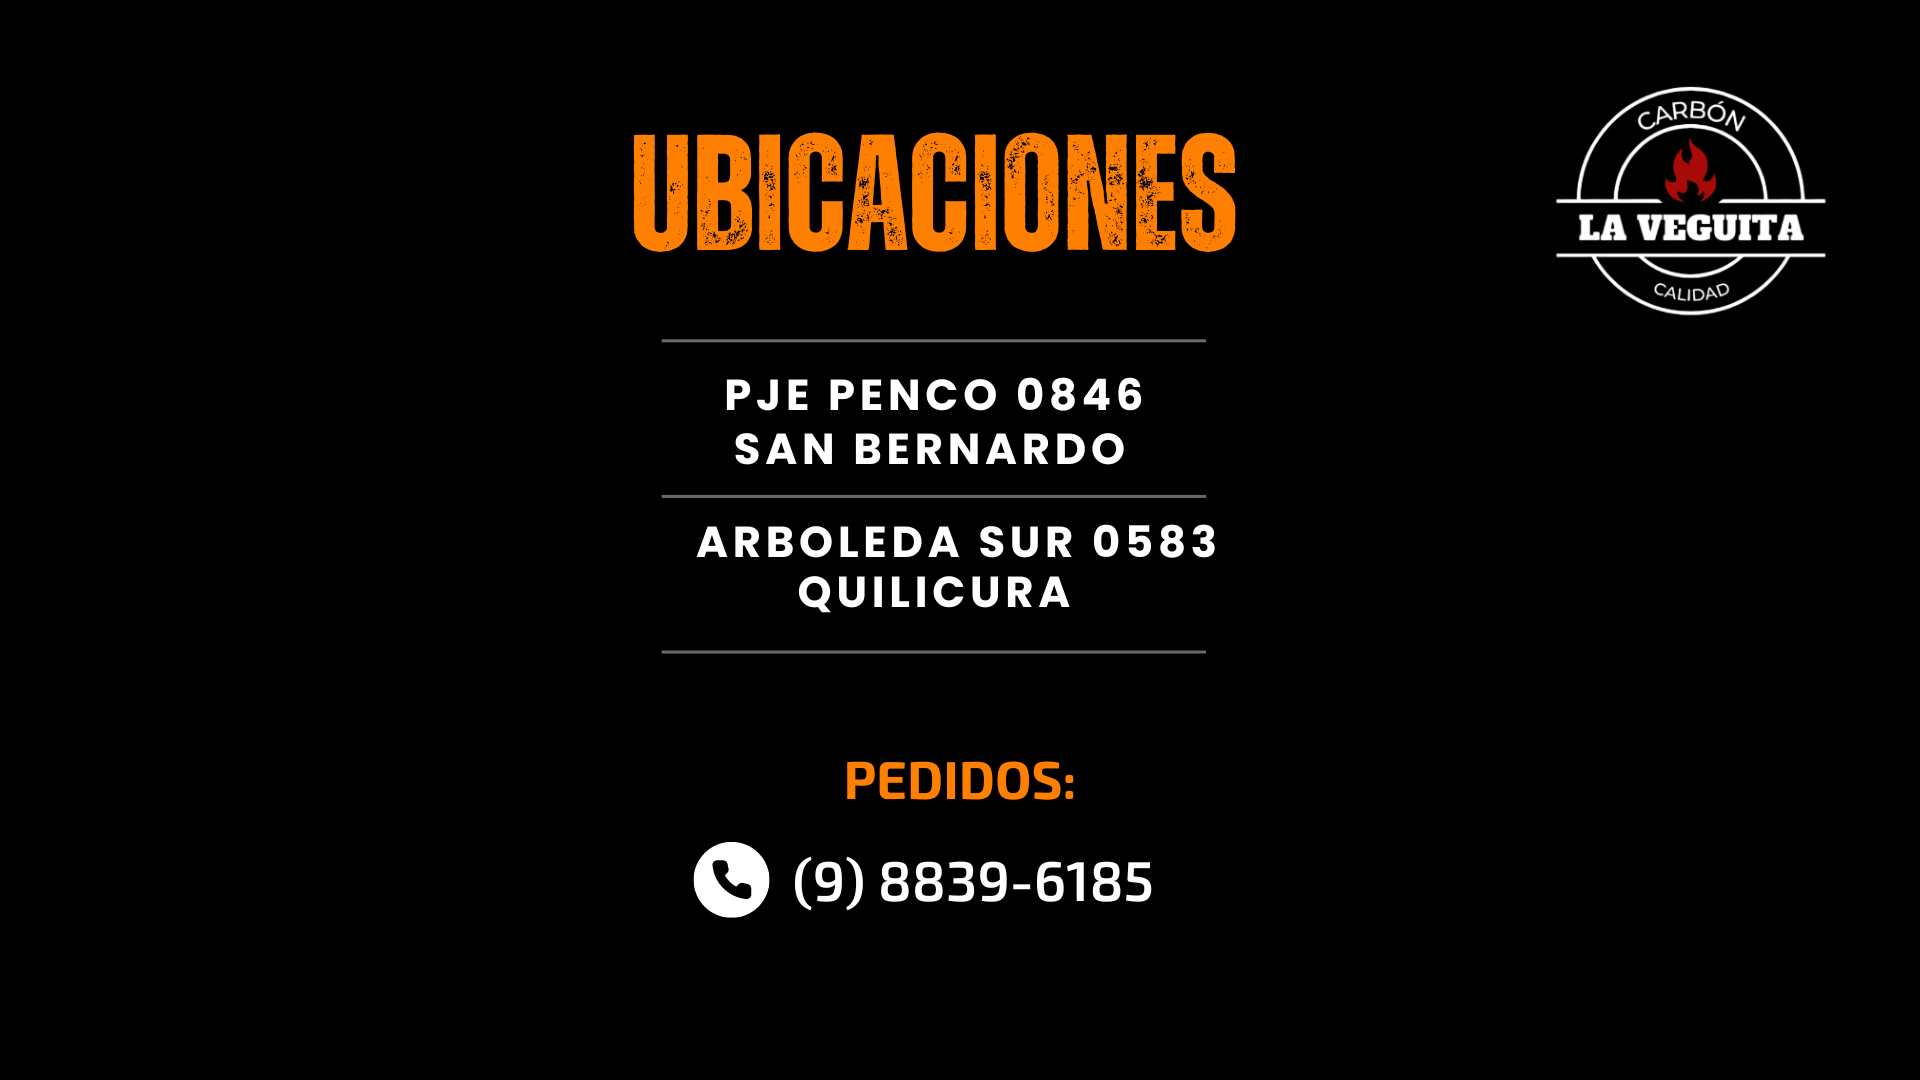 UBICACIONES
CARBÓN
LA VEGUITA
CALIDAD
PJE PENCO 0846
SAN BERNARDO
ARBOLEDA SUR 0583
QUILICURA
PEDIDOS:
(9) 8839-6185